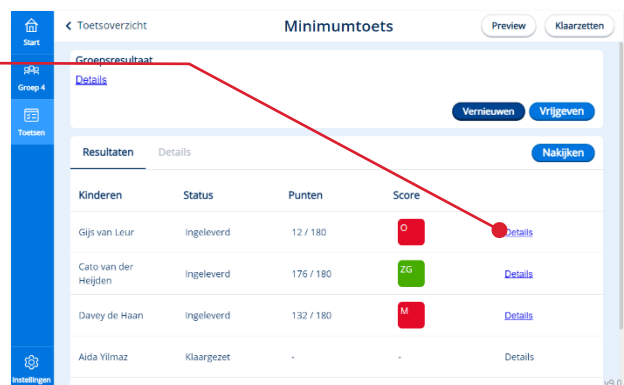 Start
Groep 4
Toetsen
Instellingen
Toetsoverzicht
Minimumtoets
Preview
Klaarzetten
Groepsresultaat
Details
Vernieuwen
Vrijgeven
Resultaten Details
Nakijken
Kinderen Status Punten Score
Gijs van Leur Ingeleverd 12 / 180 O Details
Cato van der
Heijden Ingeleverd 176 / 180 ZG Details
Davey de Haan Ingeleverd 132 / 180 M Details
Aida Yilmaz Klaargezet - - Details
v9.0